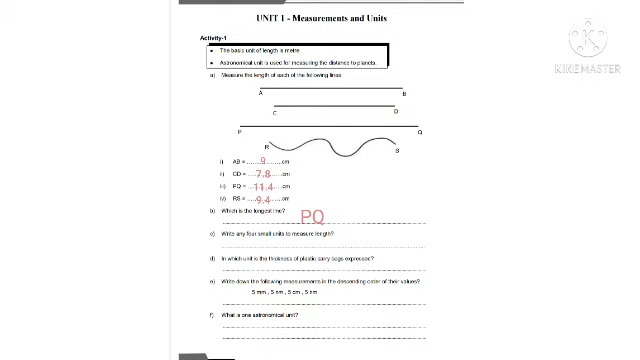 UNIT 1 - Measurements and Units
Activity-1
• The basic unit of length is metre.
• Astronomical unit is used for measuring the distance to planets.
a) Measure the length of each of the following lines.
A B
C D
P Q
R S
i) AB = ......9.......cm
ii) CD = .....7.8......cm
iii) PQ = .....11.4.....cm
iv) RS = .....9.4......cm
b) Which is the longest line? PQ
c) Write any four small units to measure length?
d) In which unit is the thickness of plastic carry bags expressed?
e) Write down the following measurements in the descending order of their values?
5 mm , 5 nm , 5 cm , 5 nm
f) What is one astronomical unit?
K
KINEMASTER